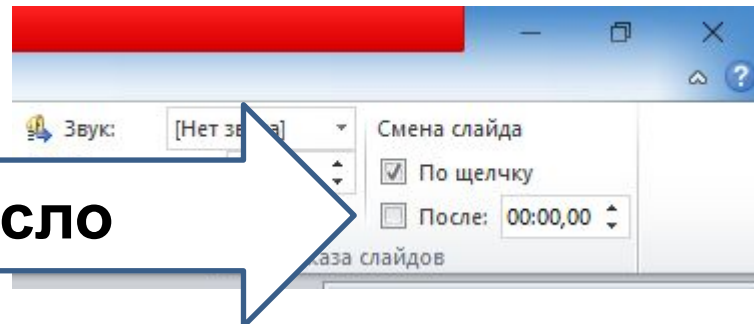 Звук: [Нет зв а] Смена слайда
По щелчку
сло
После: 00:00,00
каза слайдов